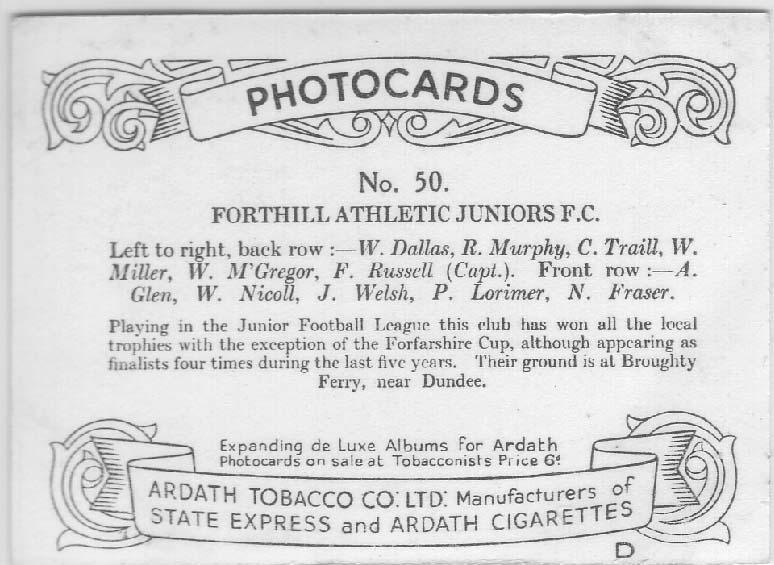 PHOTOCARDS
No. 50.
FORTHILL ATHLETIC JUNIORS F.C.
Left to right, back row :—W. Dallas, R. Murphy, C. Traill, W.
Miller, W. M'Gregor, F. Russell (Capt.). Front row :—A.
Glen, W. Nicoll, J. Welsh, P. Lorimer, N. Fraser.
Playing in the Junior Football League this club has won all the local
trophies with the exception of the Forfarshire Cup, although appearing as
finalists four times during the last five years. Their ground is at Broughty
Ferry, near Dundee.
Expanding de Luxe Albums for Ardath
Photocards on sale at Tobacconists Price 6d
ARDATH TOBACCO CO. LTD. Manufacturers of
STATE EXPRESS and ARDATH CIGARETTES
D